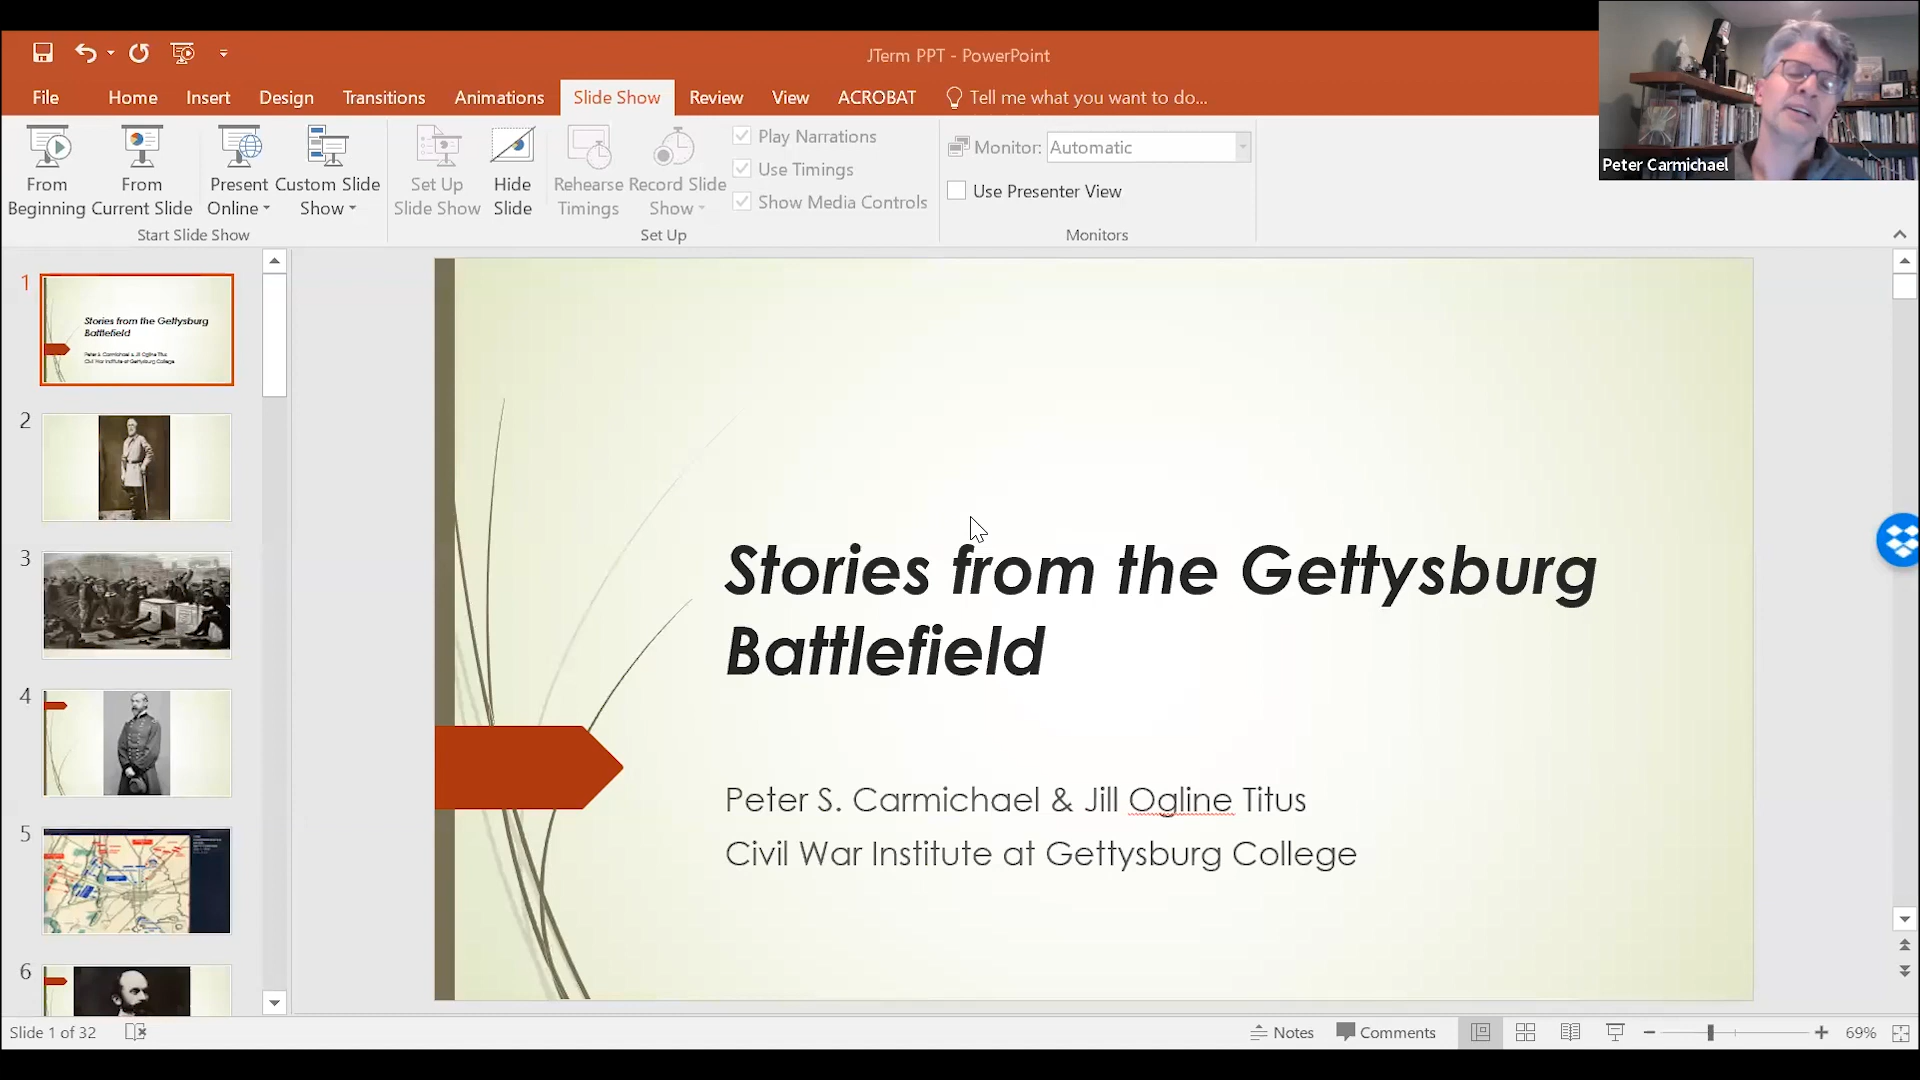 JTerm PPT - PowerPoint
File Home Insert Design Transitions Animations Slide Show Review View ACROBAT Tell me what you want to do...
Peter Carmichael
From Beginning
From Current Slide
Present Online
Custom Slide Show
Start Slide Show
Set Up Slide Show
Hide Slide
Rehearse Timings
Record Slide Show
Play Narrations
Use Timings
Show Media Controls
Set Up
Monitor: Automatic
Use Presenter View
Monitors
1
Stories from the Gettysburg
Battlefield
Peter S. Carmichael & Jill Ogline Titus
Civil War Institute at Gettysburg College
2
3
4
5
6
Stories from the Gettysburg
Battlefield
Peter S. Carmichael & Jill Ogline Titus
Civil War Institute at Gettysburg College
Slide 1 of 32
Notes
Comments
69%